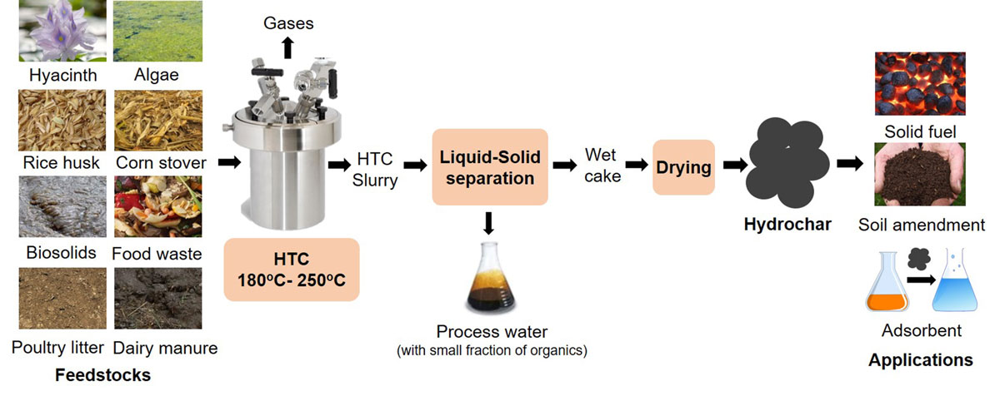 Gases
Hyacinth
Algae
Rice husk
Corn stover
Biosolids
Food waste
Poultry litter
Dairy manure
Feedstocks
HTC
180ºC- 250ºC
HTC
Slurry
Liquid-Solid
separation
Process water
(with small fraction of organics)
Wet
cake
Drying
Hydrochar
Solid fuel
Soil amendment
Adsorbent
Applications